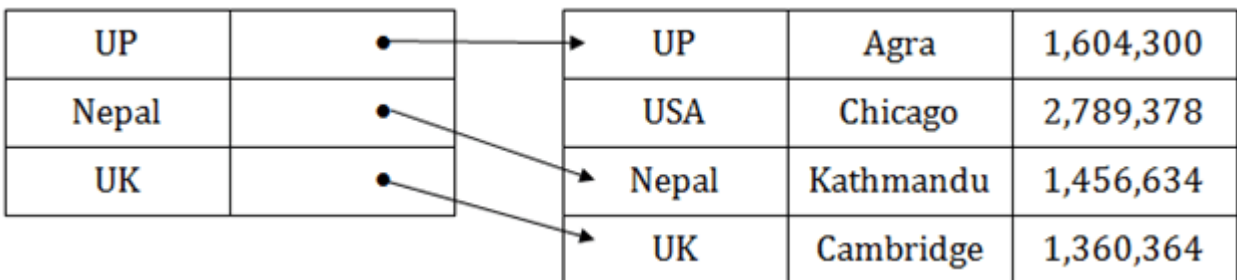 UP UP Agra 1,604,300
Nepal USA Chicago 2,789,378
UK Nepal Kathmandu 1,456,634
UK Cambridge 1,360,364